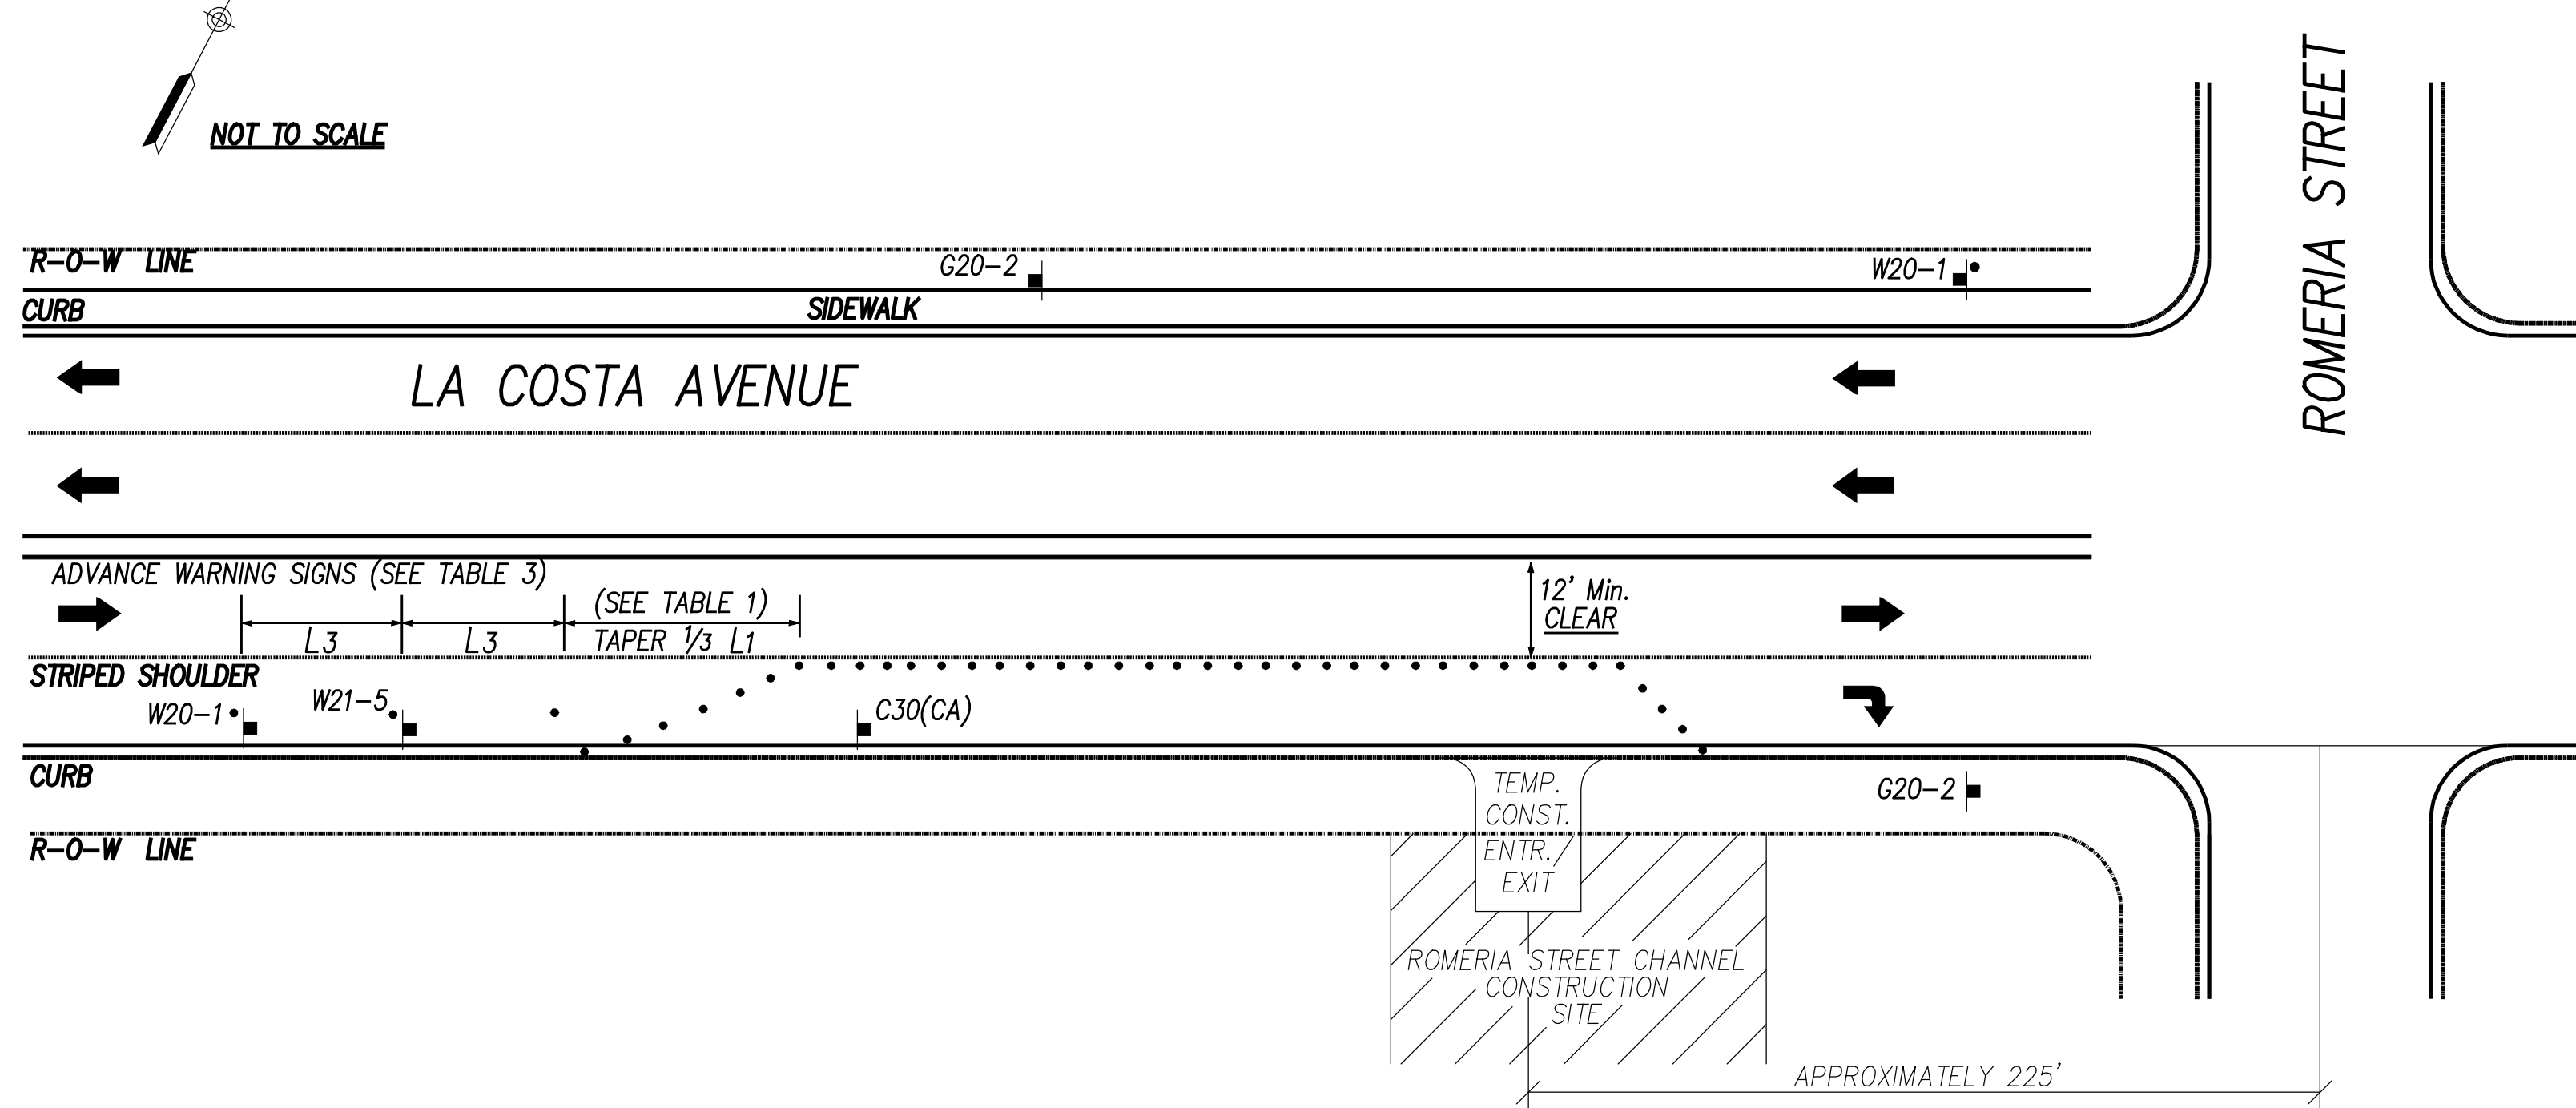 NOT TO SCALE
ROMERIA STREET
R-O-W LINE
G20-2
W20-1
CURB
SIDEWALK
LA COSTA AVENUE
ADVANCE WARNING SIGNS (SEE TABLE 3)
(SEE TABLE 1)
L3
L3
TAPER 1/3 L1
12' Min.
CLEAR
STRIPED SHOULDER
W20-1
W21-5
C30(CA)
CURB
R-O-W LINE
TEMP.
CONST.
ENTR./
EXIT
G20-2
ROMERIA STREET CHANNEL
CONSTRUCTION
SITE
APPROXIMATELY 225'